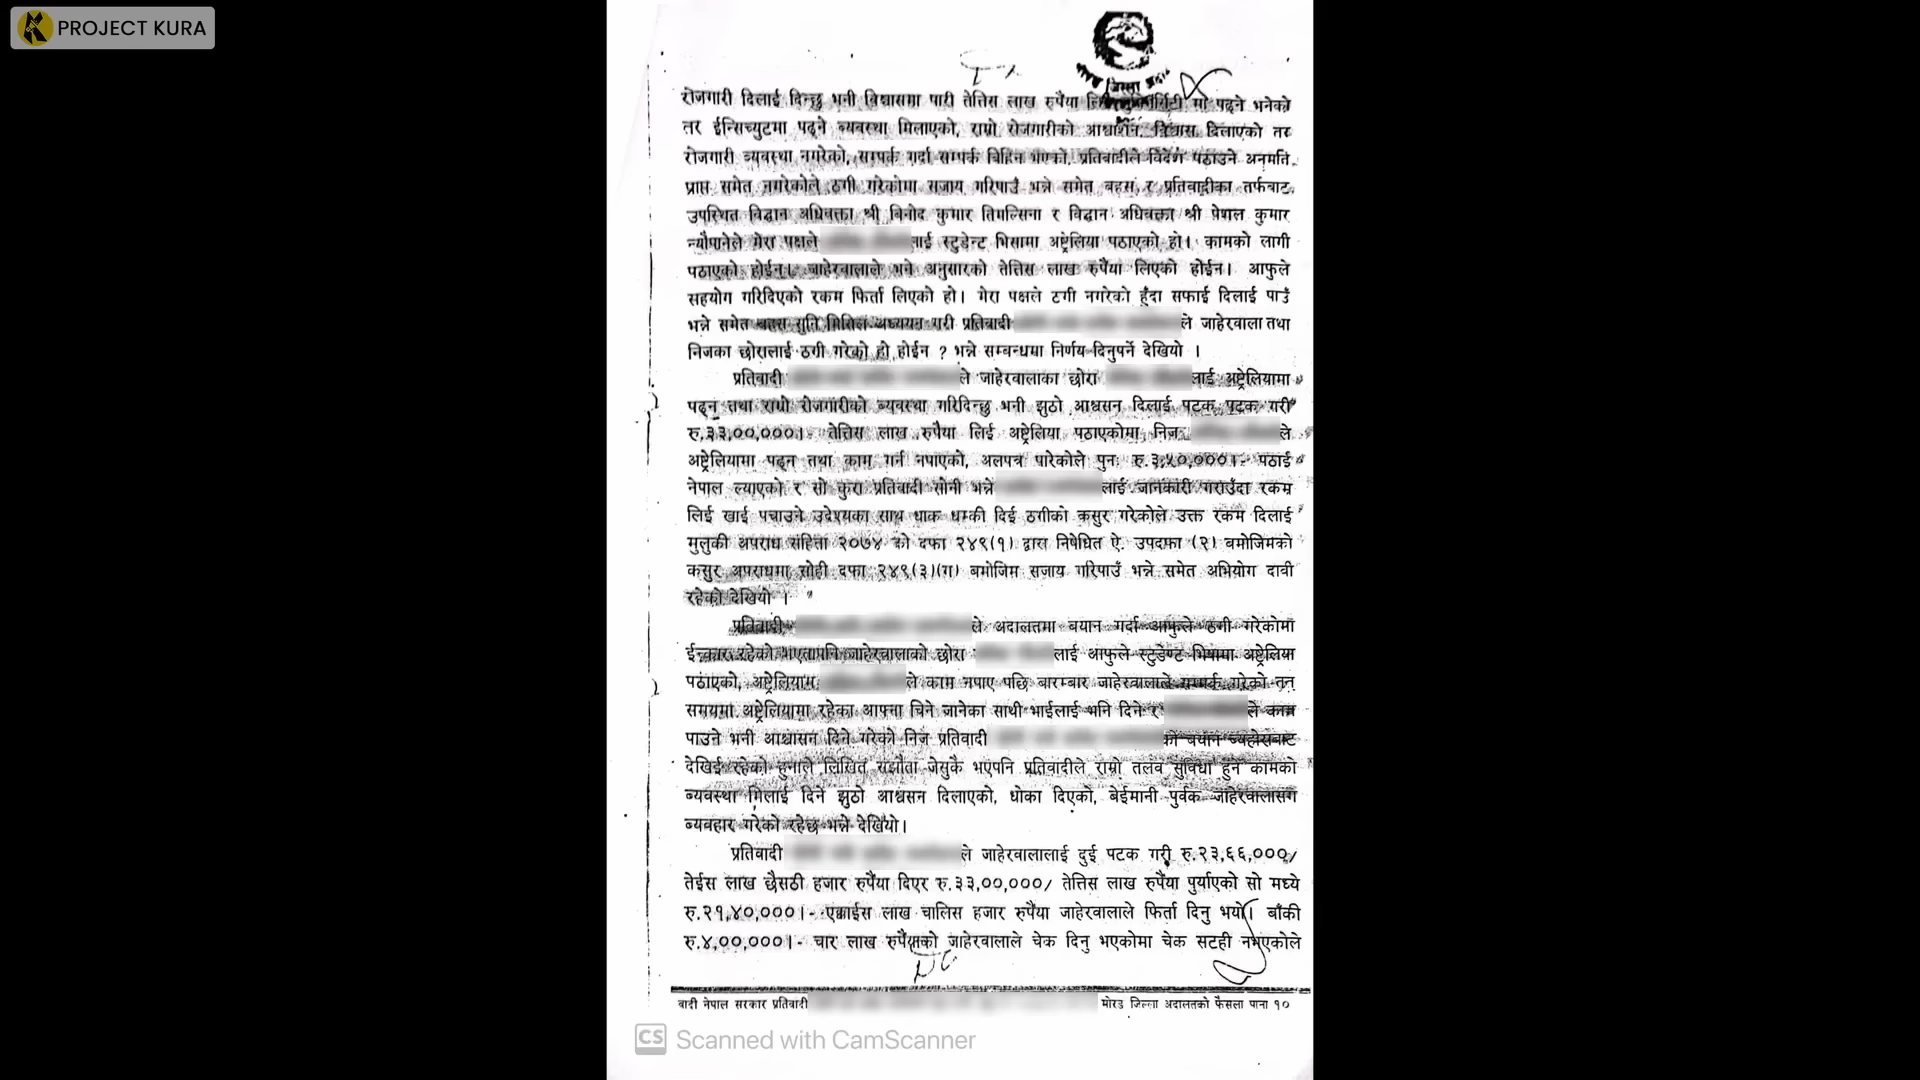 PROJECT KURA
रोजगारी दिलाई दिन्छु भनी विश्वासमा पारी तेत्तिस लाख रुपैंया मा पढ्ने भनेको
तर ईन्सिच्युटमा पढ्ने ब्यवस्था मिलाएको, राम्रो रोजगारीको आश्वासन, विश्वास दिलाएको तर
रोजगारी ब्यवस्था नगरेको, सम्पर्क गर्दा सम्पर्क बिहिन भएको, प्रतिवादीले विदेश पठाउने अनमति
प्राप्त समेत नगरेकोले ठगी गरेकोमा सजाय गरिपाउँ भन्ने समेत बहस र प्रतिवादीका तर्फबाट
उपस्थित विद्वान अधिवक्ता श्री बिनोद कुमार तिमल्सिना र विद्वान अधिवक्ता श्री पेशल कुमार
न्यौपानेले मेरा पक्षले लाई स्टुडेन्ट भिसामा अष्ट्रेलिया पठाएको हो। कामको लागी
पठाएको होईन। जाहेरवालाले भने अनुसारको तेत्तिस लाख रुपैंया लिएको होईन। आफुले
सहयोग गरिदिएको रकम फिर्ता लिएको हो। मेरा पक्षले ठगी नगरेको हुँदा सफाई दिलाई पाउँ
भन्ने समेत बहस सुनि मिसिल अध्ययन गरी प्रतिवादी ले जाहेरवाला तथा
निजका छोरालाई ठगी गरेको हो होईन ? भन्ने सम्बन्धमा निर्णय दिनुपर्ने देखियो ।
प्रतिवादी ले जाहेरवालाका छोरा लाई अष्ट्रेलियामा
पढ्न तथा राम्रो रोजगारीको ब्यवस्था गरिदिन्छु भनी झुठो आश्वसन दिलाई पटक पटक गरी
रु.३३,००,०००।- तेत्तिस लाख रुपैया लिई अष्ट्रेलिया पठाएकोमा निज ले
अष्ट्रेलियामा पढ्न तथा काम गर्न नपाएको, अलपत्र पारेकोले पुनः रु.३,५०,०००।- पठाई
नेपाल ल्याएको र सो कुरा प्रतिवादी सोनी भन्ने लाई जानकारी गराउँदा रकम
लिई खाई पचाउने उदेश्यका साथ धाक धम्की दिई ठगीको कसुर गरेकोले उक्त रकम दिलाई
मुलुकी अपराध संहिता २०७४ को दफा २४९(१) द्वारा निषेधित ऐ. उपदफा (२) बमोजिमको
कसुर अपराधमा सोही दफा २४९(३)(ग) बमोजिम सजाय गरिपाउँ भन्ने समेत अभियोग दावी
रहेको देखियो ।
प्रतिवादी ले अदालतमा बयान गर्दा आफुले ठगी गरेकोमा
ईन्कार रहेको भएतापनि जाहेरवालाको छोरा लाई आफुले स्टुडेण्ट भिषामा अष्ट्रेलिया
पठाएको, अष्ट्रेलियामा ले काम नपाए पछि बारम्बार जाहेरवालाले सम्पर्क गरेको तत्
समयमा अष्ट्रेलियामा रहेका आफ्ना चिने जानेका साथी भाईलाई भनि दिने र ले काम
पाउने भनी आश्वासन दिने गरेको निज प्रतिवादी को बयान ब्यहोराबाट
देखिई रहेको हुनाले लिखित सझौता जेसुकै भएपनि प्रतिवादीले राम्रो तलब सुविधा हुने कामको
ब्यवस्था मिलाई दिने झुठो आश्वसन दिलाएको, धोका दिएको, बेईमानी पुर्वक जाहेरवालासंग
ब्यवहार गरेको रहेछ भन्ने देखियो।
प्रतिवादी ले जाहेरवालालाई दुई पटक गरी रु.२३,६६,०००/
तेईस लाख छैसठी हजार रुपैंया दिएर रु.३३,००,०००/ तेत्तिस लाख रुपैंया पुर्याएको सो मध्ये
रु.२१,४०,०००।- एक्काईस लाख चालिस हजार रुपैंया जाहेरवालाले फिर्ता दिनु भयो। बाँकी
रु.४,००,०००।- चार लाख रुपैंयाको जाहेरवालाले चेक दिनु भएकोमा चेक सटही नभएकोले
वादी नेपाल सरकार प्रतिवादी मोरङ जिल्ला अदालतको फैसला पाना १०
CS Scanned with CamScanner